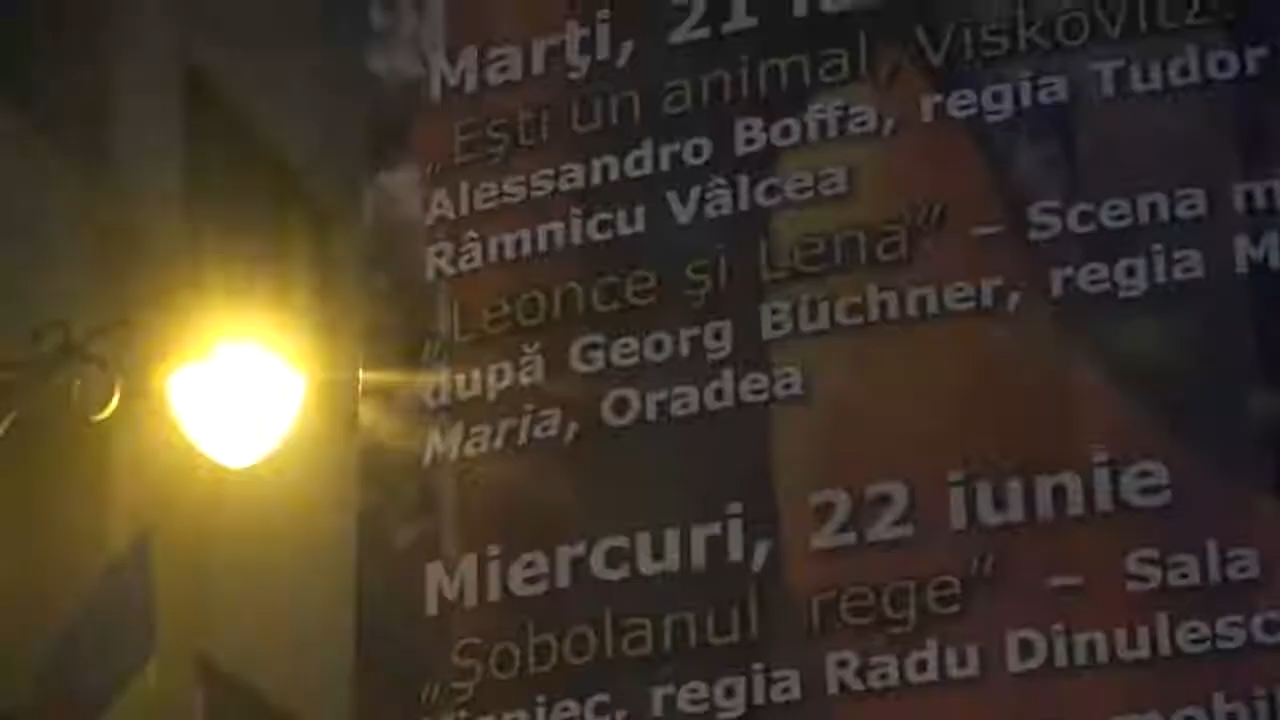 Marţi, 21
„Eşti un animal, Viskovitz
Alessandro Boffa, regia Tudor
Râmnicu Vâlcea
„Leonce şi Lena” – Scena
după Georg Büchner, regia
Maria, Oradea
Miercuri, 22 iunie
„Şobolanul rege” – Sala
regia Radu Dinulesc